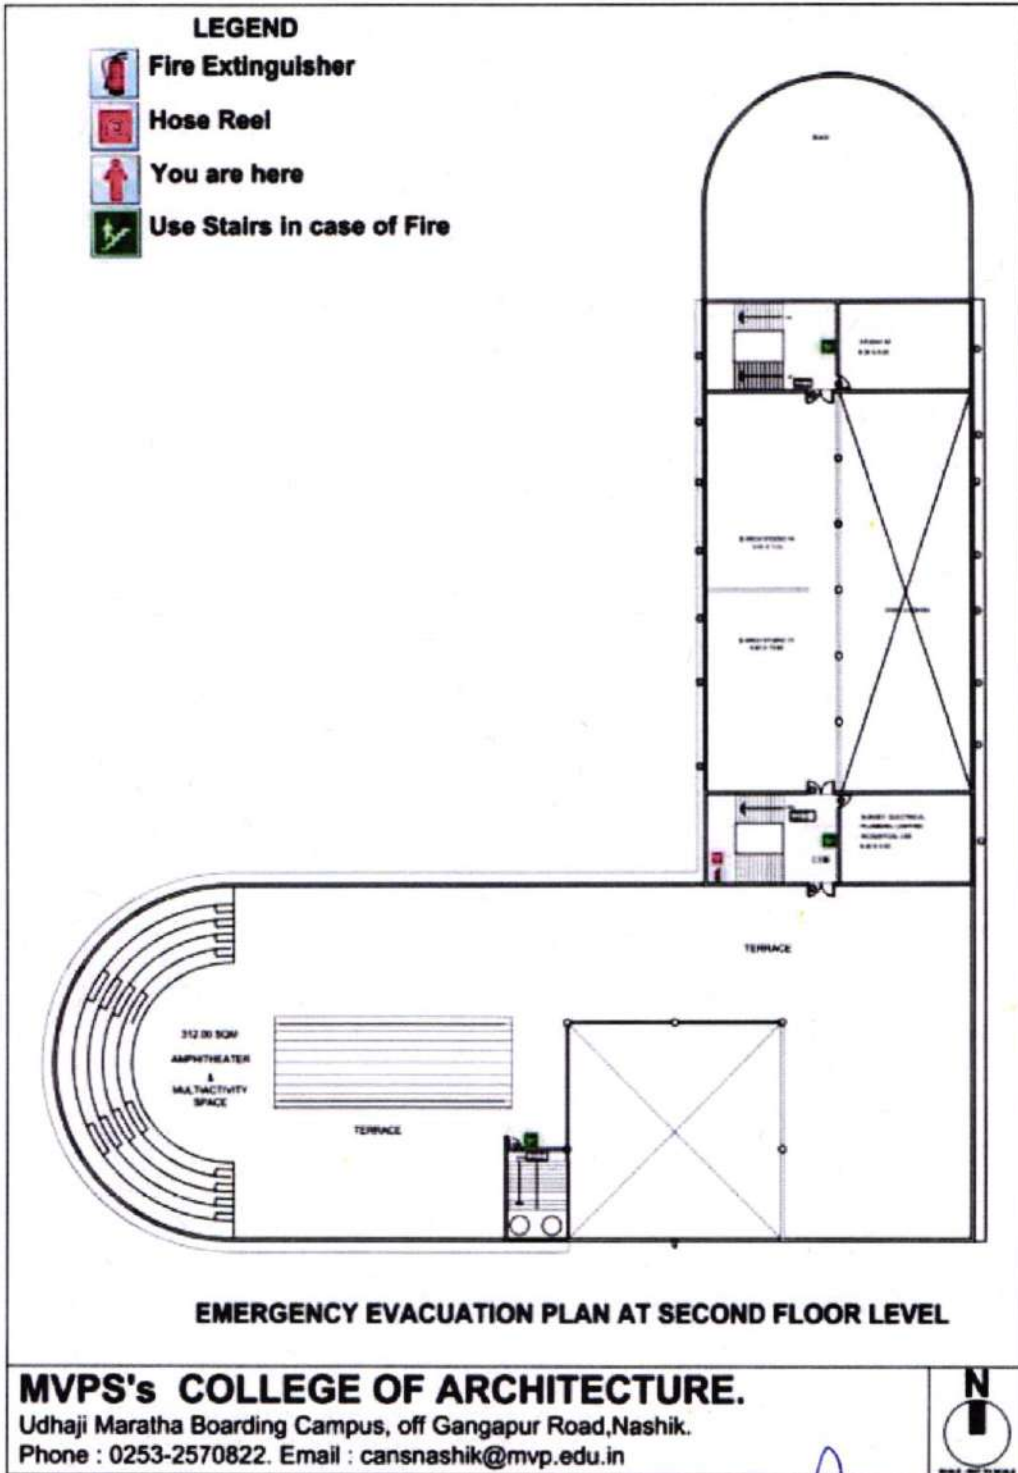 LEGEND
Fire Extinguisher
Hose Reel
You are here
Use Stairs in case of Fire
TERRACE
312.00 SQM
AMPHITHEATER
&
MULTIACTIVITY
SPACE
TERRACE
EMERGENCY EVACUATION PLAN AT SECOND FLOOR LEVEL
MVPS's COLLEGE OF ARCHITECTURE.
Udhaji Maratha Boarding Campus, off Gangapur Road,Nashik.
Phone : 0253-2570822. Email : cansnashik@mvp.edu.in
N